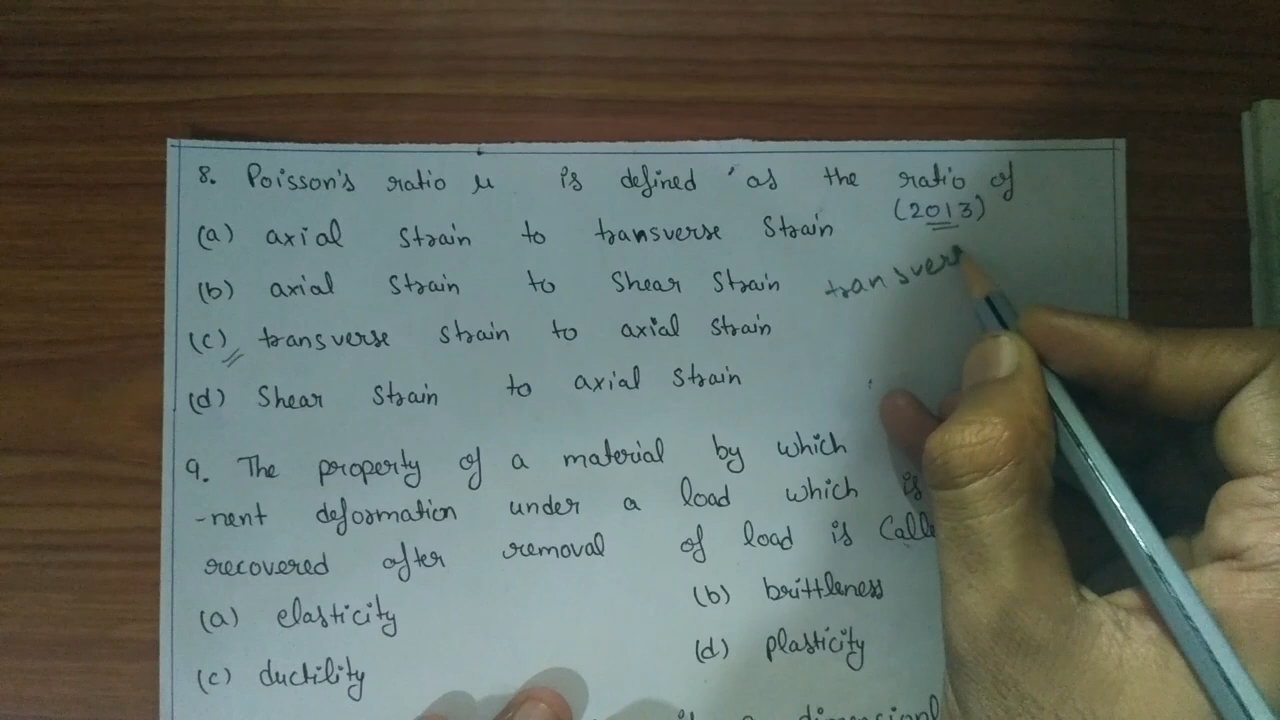 8. Poisson's ratio μ is defined as the ratio of
(2013)
(a) axial strain to transverse strain
(b) axial strain to shear strain
transvers
(c) transverse strain to axial strain
(d) shear strain to axial strain
9. The property of a material by which
-nent deformation under a load which is
recovered after removal of load is Calle
(a) elasticity (b) brittleness
(c) ductility (d) plasticity